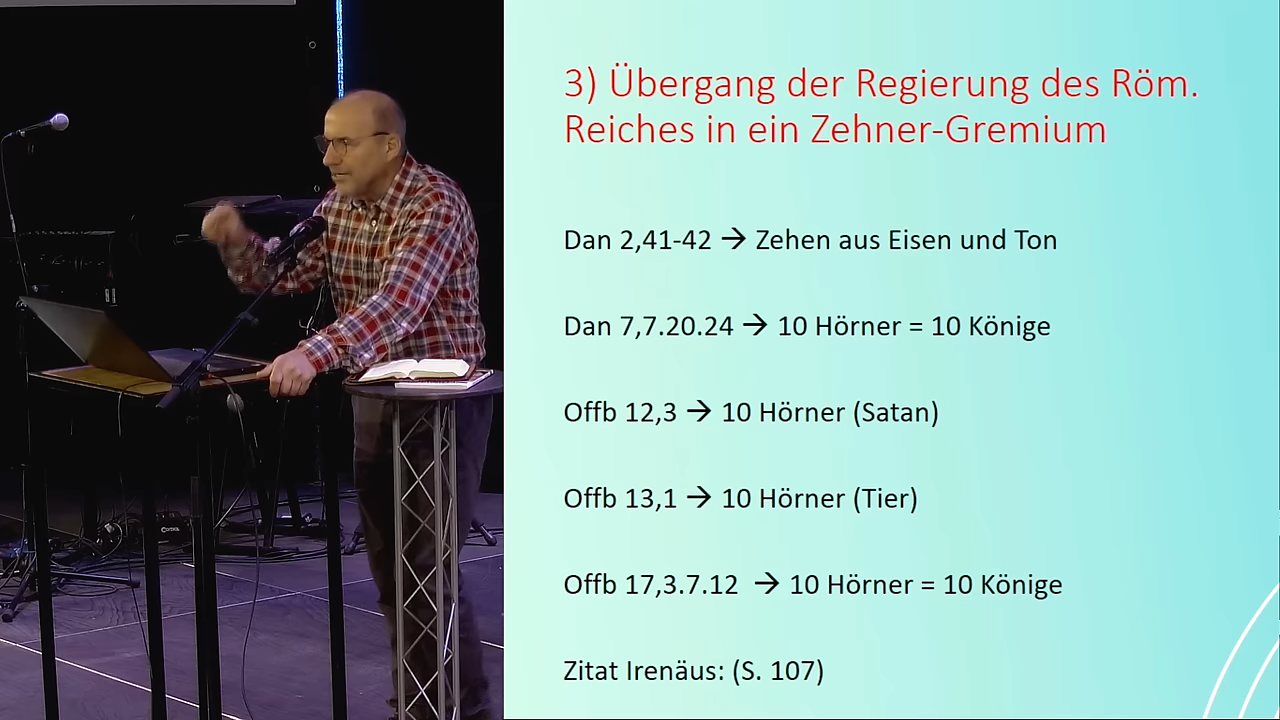 3) Übergang der Regierung des Röm.
Reiches in ein Zehner-Gremium
Dan 2,41-42 → Zehen aus Eisen und Ton
Dan 7,7.20.24 → 10 Hörner = 10 Könige
Offb 12,3 → 10 Hörner (Satan)
Offb 13,1 → 10 Hörner (Tier)
Offb 17,3.7.12 → 10 Hörner = 10 Könige
Zitat Irenäus: (S. 107)